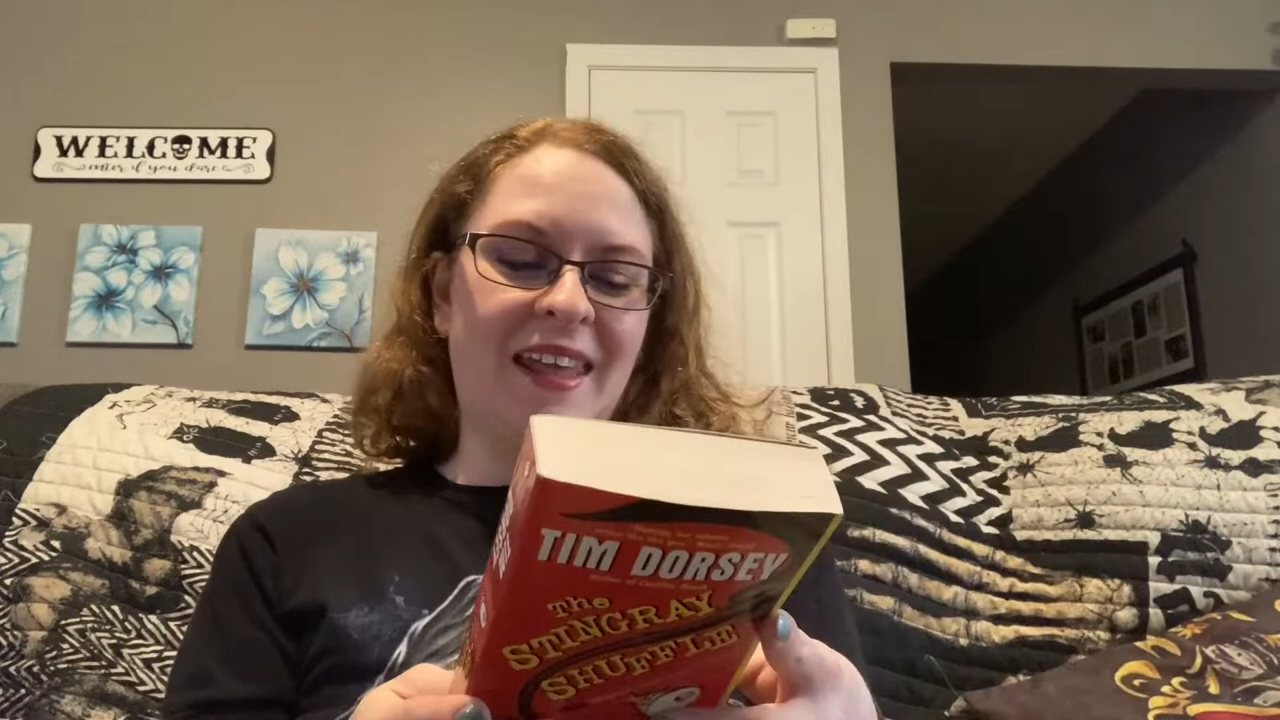 WELCOME
enter if you dare
TIM DORSEY
The
STINGRAY
SHUFFLE